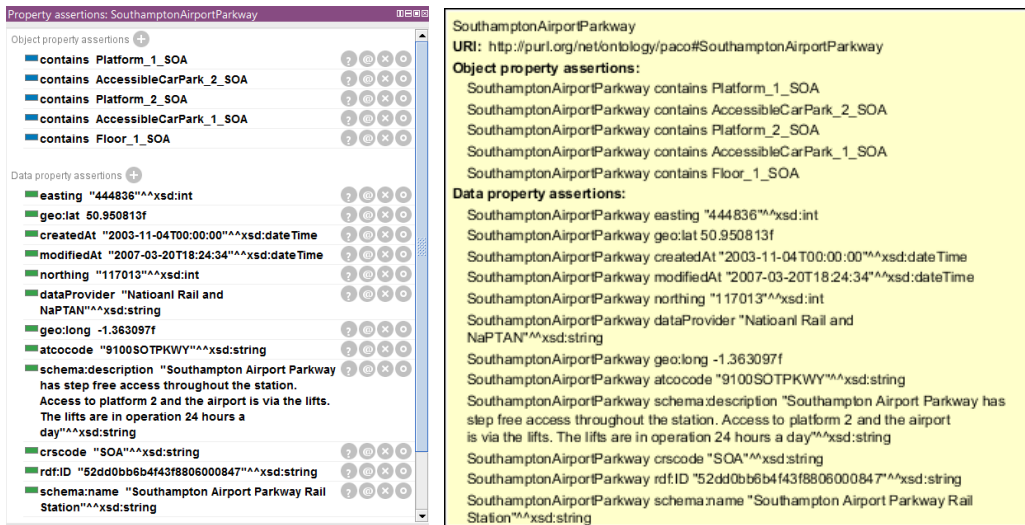 Property assertions: SouthamptonAirportParkway
Object property assertions
contains Platform_1_SOA
contains AccessibleCarPark_2_SOA
contains Platform_2_SOA
contains AccessibleCarPark_1_SOA
contains Floor_1_SOA
Data property assertions
easting "444836"^^xsd:int
geo:lat 50.950813f
createdAt "2003-11-04T00:00:00"^^xsd:dateTime
modifiedAt "2007-03-20T18:24:34"^^xsd:dateTime
northing "117013"^^xsd:int
dataProvider "Natioanl Rail and
NaPTAN"^^xsd:string
geo:long -1.363097f
atcocode "9100SOTPKWY"^^xsd:string
schema:description "Southampton Airport Parkway
has step free access throughout the station.
Access to platform 2 and the airport is via the lifts.
The lifts are in operation 24 hours a
day"^^xsd:string
crscode "SOA"^^xsd:string
rdf:ID "52dd0bb6b4f43f8806000847"^^xsd:string
schema:name "Southampton Airport Parkway Rail
Station"^^xsd:string
SouthamptonAirportParkway
URI: http://purl.org/net/ontology/paco#SouthamptonAirportParkway
Object property assertions:
SouthamptonAirportParkway contains Platform_1_SOA
SouthamptonAirportParkway contains AccessibleCarPark_2_SOA
SouthamptonAirportParkway contains Platform_2_SOA
SouthamptonAirportParkway contains AccessibleCarPark_1_SOA
SouthamptonAirportParkway contains Floor_1_SOA
Data property assertions:
SouthamptonAirportParkway easting "444836"^^xsd:int
SouthamptonAirportParkway geo:lat 50.950813f
SouthamptonAirportParkway createdAt "2003-11-04T00:00:00"^^xsd:dateTime
SouthamptonAirportParkway modifiedAt "2007-03-20T18:24:34"^^xsd:dateTime
SouthamptonAirportParkway northing "117013"^^xsd:int
SouthamptonAirportParkway dataProvider "Natioanl Rail and
NaPTAN"^^xsd:string
SouthamptonAirportParkway geo:long -1.363097f
SouthamptonAirportParkway atcocode "9100SOTPKWY"^^xsd:string
SouthamptonAirportParkway schema:description "Southampton Airport Parkway has
step free access throughout the station. Access to platform 2 and the airport
is via the lifts. The lifts are in operation 24 hours a day"^^xsd:string
SouthamptonAirportParkway crscode "SOA"^^xsd:string
SouthamptonAirportParkway rdf:ID "52dd0bb6b4f43f8806000847"^^xsd:string
SouthamptonAirportParkway schema:name "Southampton Airport Parkway Rail
Station"^^xsd:string